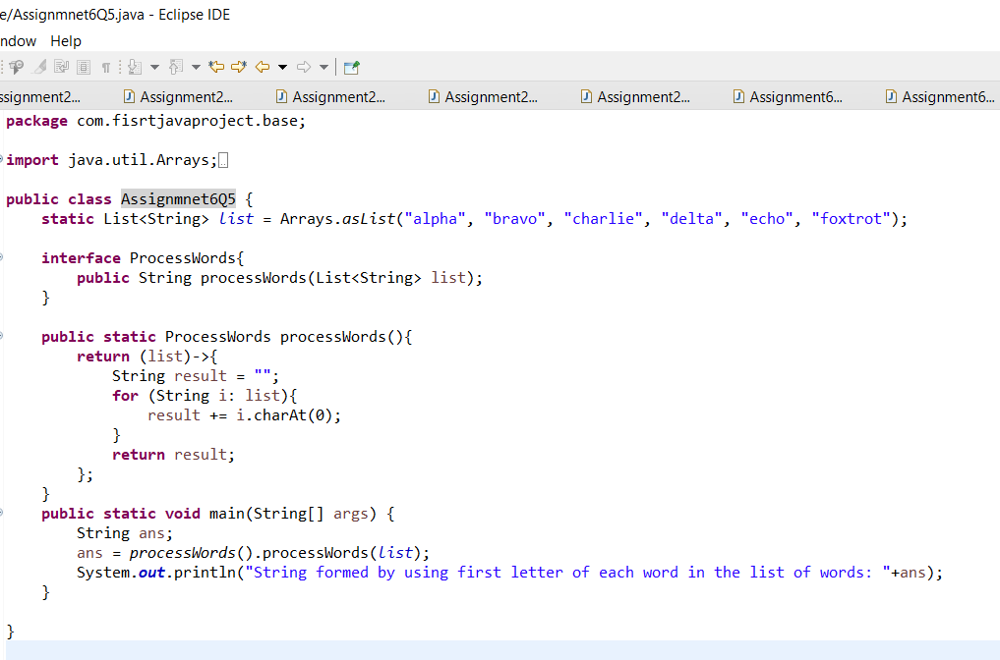 e/Assignmnet6Q5.java - Eclipse IDE
ndow Help
ssignment2... Assignment2... Assignment2... Assignment2... Assignment2... Assignment6... Assignment6...
package com.fisrtjavaproject.base;
import java.util.Arrays;
public class Assignmnet6Q5 {
static List<String> list = Arrays.asList("alpha", "bravo", "charlie", "delta", "echo", "foxtrot");
interface ProcessWords{
public String processWords(List<String> list);
}
public static ProcessWords processWords(){
return (list)->{
String result = "";
for (String i: list){
result += i.charAt(0);
}
return result;
};
}
public static void main(String[] args) {
String ans;
ans = processWords().processWords(list);
System.out.println("String formed by using first letter of each word in the list of words: "+ans);
}
}